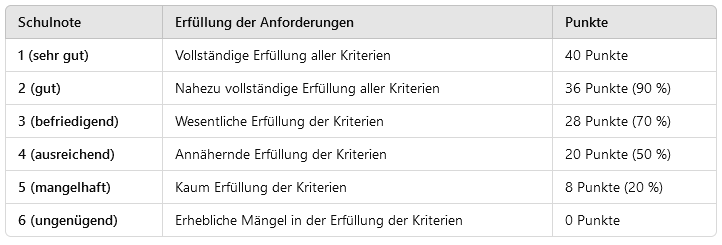 Schulnote Erfüllung der Anforderungen Punkte
1 (sehr gut) Vollständige Erfüllung aller Kriterien 40 Punkte
2 (gut) Nahezu vollständige Erfüllung aller Kriterien 36 Punkte (90 %)
3 (befriedigend) Wesentliche Erfüllung der Kriterien 28 Punkte (70 %)
4 (ausreichend) Annähernde Erfüllung der Kriterien 20 Punkte (50 %)
5 (mangelhaft) Kaum Erfüllung der Kriterien 8 Punkte (20 %)
6 (ungenügend) Erhebliche Mängel in der Erfüllung der Kriterien 0 Punkte